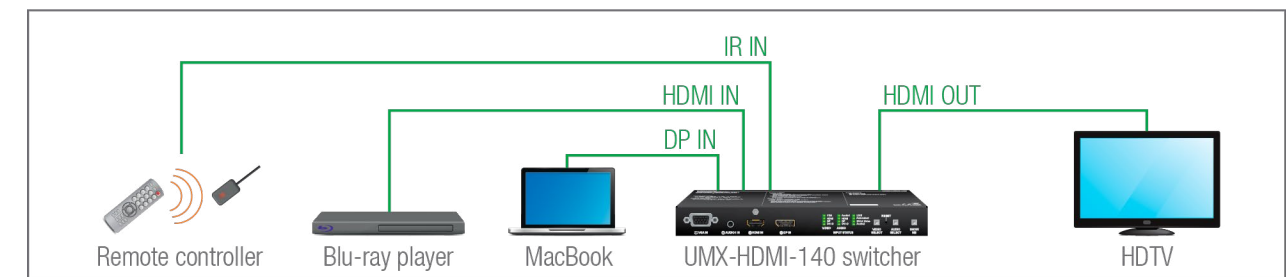 IR IN
HDMI IN
HDMI OUT
DP IN
Remote controller
Blu-ray player
MacBook
UMX-HDMI-140 switcher
HDTV